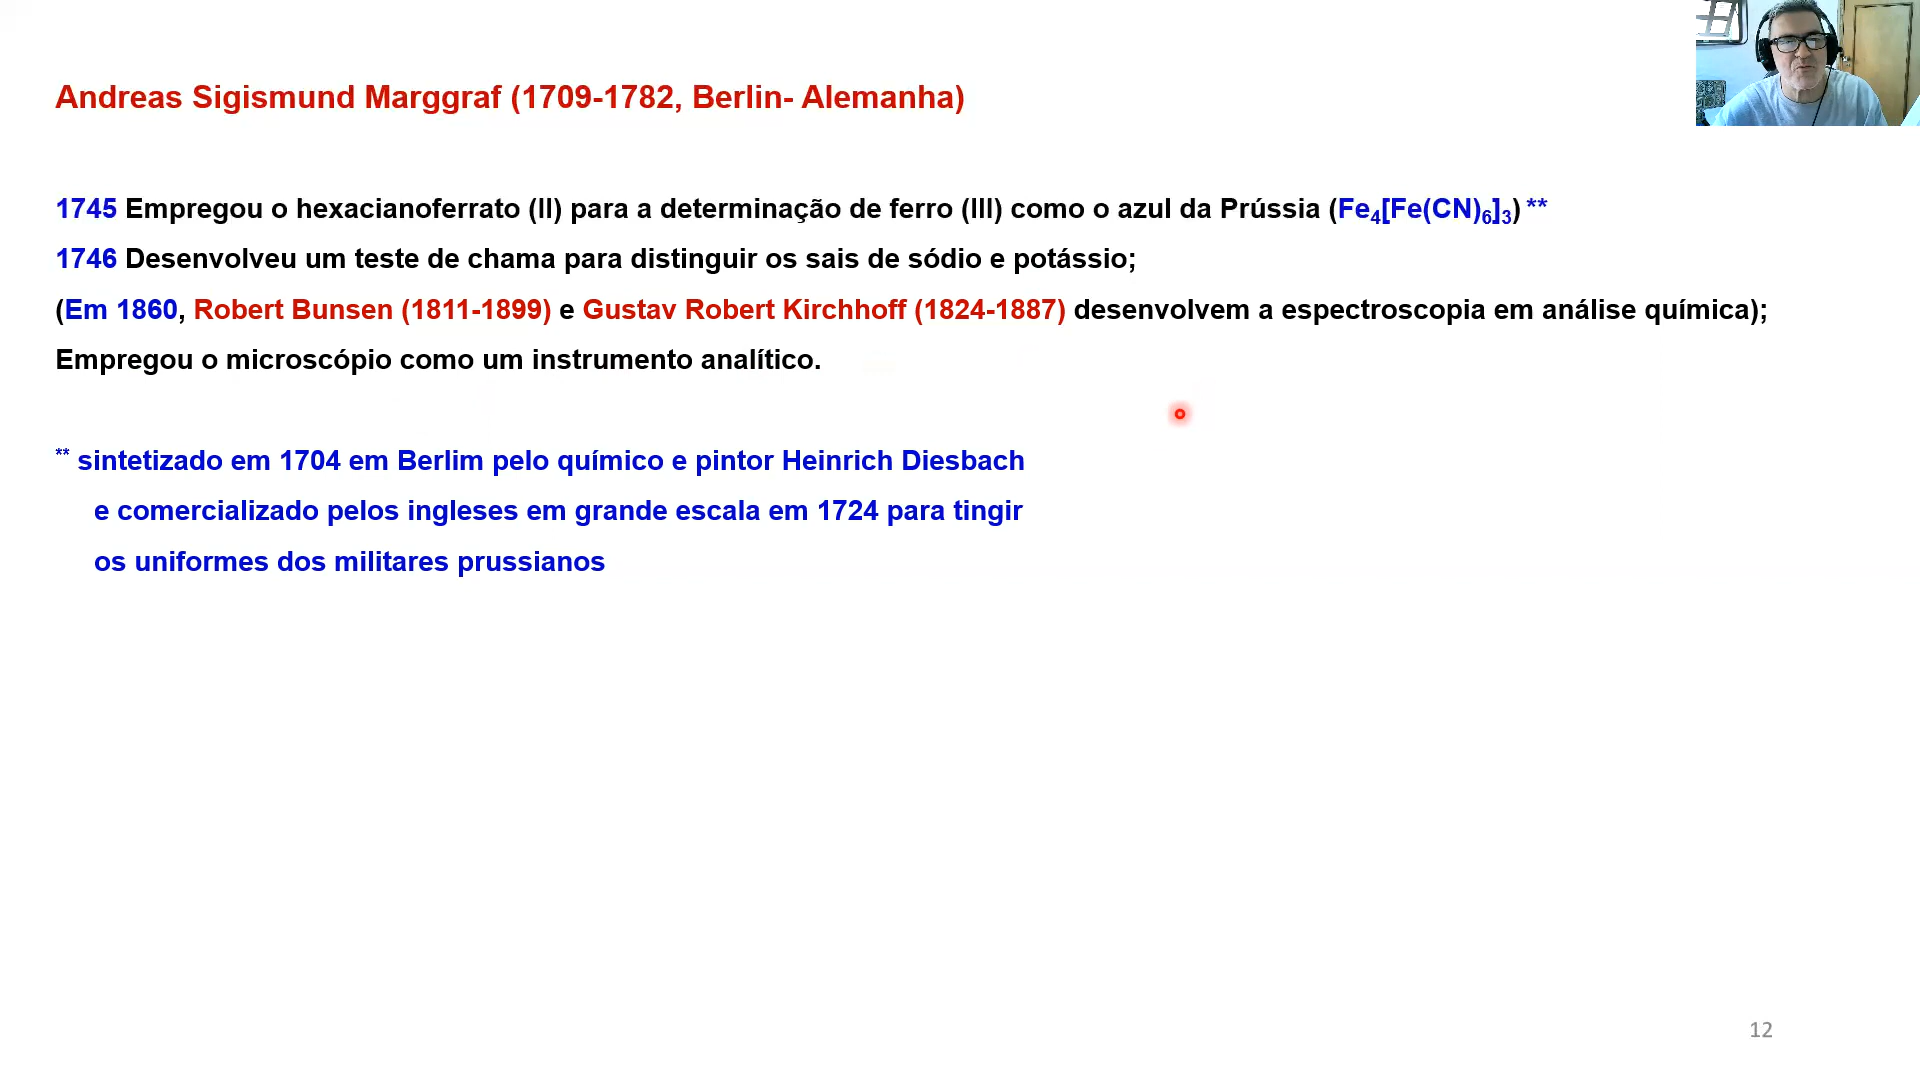 Andreas Sigismund Marggraf (1709-1782, Berlin- Alemanha)
1745 Empregou o hexacianoferrato (II) para a determinação de ferro (III) como o azul da Prússia (Fe₄[Fe(CN)₆]₃) **
1746 Desenvolveu um teste de chama para distinguir os sais de sódio e potássio;
(Em 1860, Robert Bunsen (1811-1899) e Gustav Robert Kirchhoff (1824-1887) desenvolvem a espectroscopia em análise química);
Empregou o microscópio como um instrumento analítico.
** sintetizado em 1704 em Berlim pelo químico e pintor Heinrich Diesbach
e comercializado pelos ingleses em grande escala em 1724 para tingir
os uniformes dos militares prussianos
12